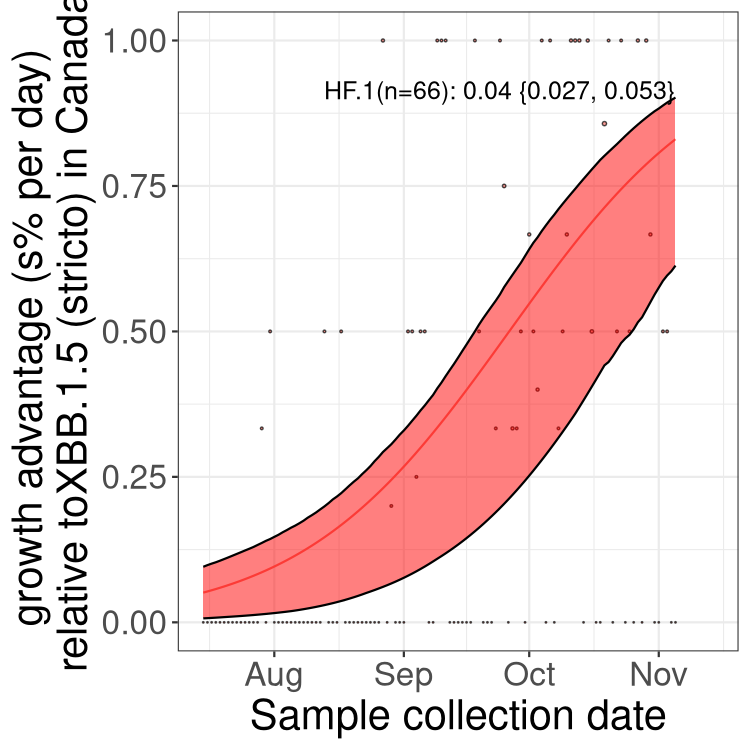 growth advantage (s% per day)
relative toXBB.1.5 (stricto) in Canada
1.00
0.75
0.50
0.25
0.00
HF.1(n=66): 0.04 {0.027, 0.053}
Aug Sep Oct Nov
Sample collection date